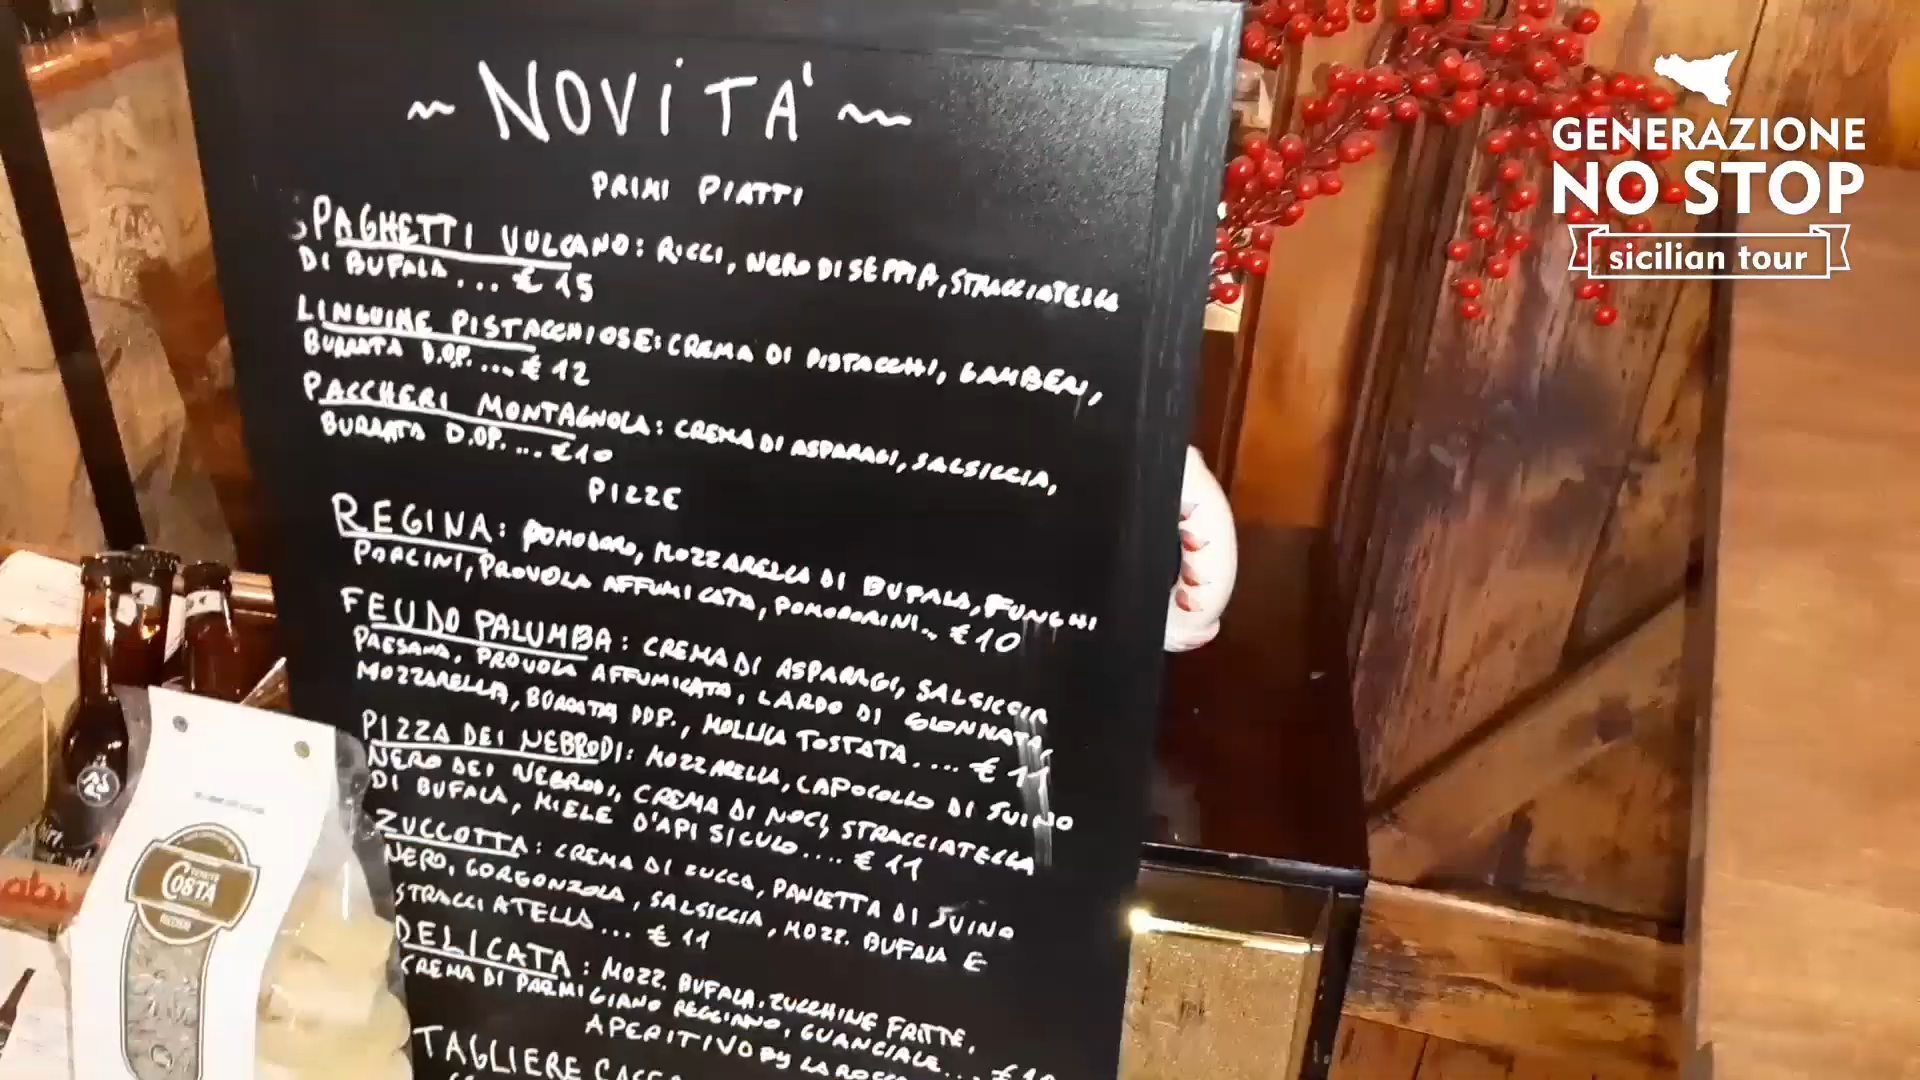 ~ NOVITA' ~
PRIMI PIATTI
SPAGHETTI VULCANO: RICCI, NERO DI SEPPIA, STRACCIATELLA
DI BUFALA... € 15
LINGUINE PISTACCHIOSE: CREMA DI PISTACCHI, GAMBERI,
BURRATA D.O.P. ... € 12
PACCHERI MONTAGNOLA: CREMA DI ASPARAGI, SALSICCIA,
BURRATA D.OP. ... €10
PIZZE
REGINA: POMODORO, MOZZARELLA DI BUFALA, FUNGHI
PORCINI, PROVOLA AFFUMICATA, POMODORINI.. €10
FEUDO PALUMBA: CREMA DI ASPARAGI, SALSICCIA
PAESANA, PROVOLA AFFUMICATA, LARDO DI
MOZZARELLA, BURRATA DOP., MOLLICA TOSTATA.... € 11
PIZZA DEI NEBRODI: MOZZARELLA, CAPOCOLLO DI SUINO
NERO DEI NEBRODI, CREMA DI NOCI, STRACCIATELLA
DI BUFALA, MIELE D'API SICULO.... € 11
ZUCCOTTA: CREMA DI ZUCCA, PANCETTA DI SUINO
NERO, GORGONZOLA, SALSICCIA, MOZZ. BUFALA E
STRACCIATELLA... € 11
DELICATA: MOZZ. BUFALA. ZUCCHINE FRITTE,
CREMA DI PARMIGIANO REGGIANO, GUANCIALE... €
APERITIVO BY LA
TAGLIERE
GENERAZIONE
NO STOP
sicilian tour
COSTA
abi